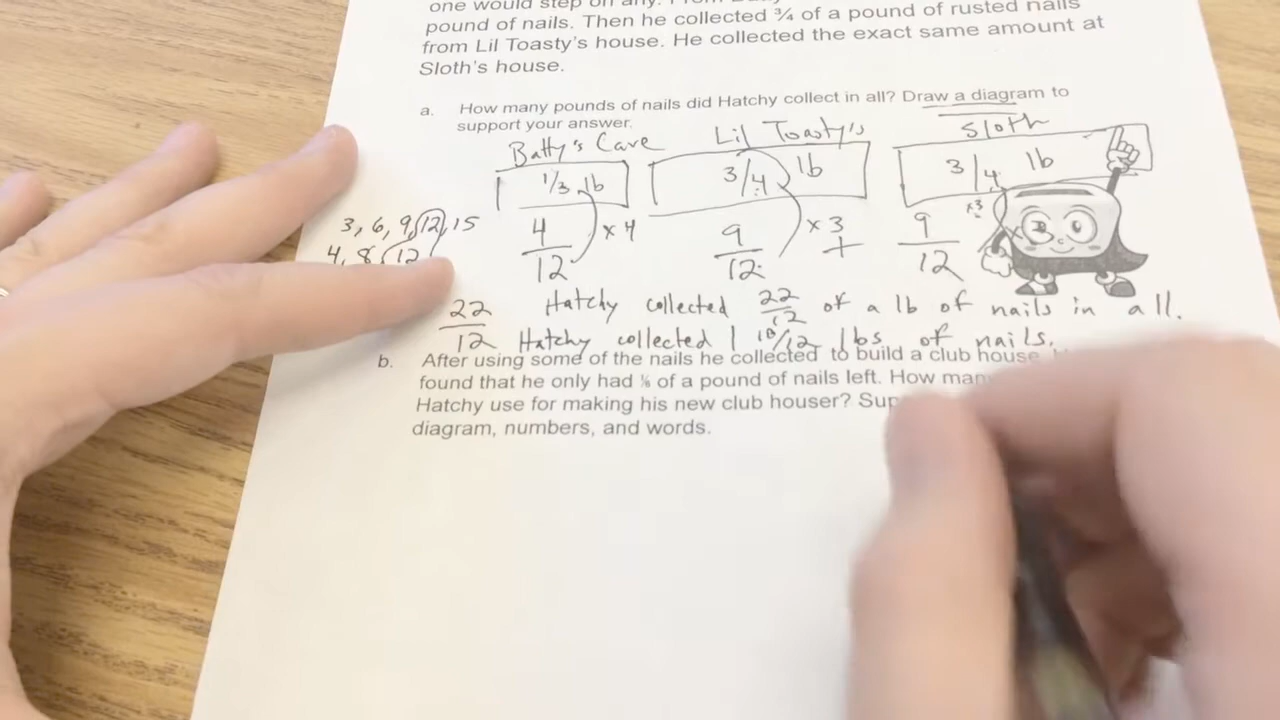 one would step on any.
pound of nails. Then he collected ¾ of a pound of rusted nails
from Lil Toasty's house. He collected the exact same amount at
Sloth's house.
a. How many pounds of nails did Hatchy collect in all? Draw a diagram to
support your answer.
Batty's Cave Lil Toasty's Sloth
1/3 lb 3/4 lb 3/4 lb
3, 6, 9, 12, 15
4, 8, 12
4/12 x 4 9/12 x 3 + 9/12 x3 x3
22/12 Hatchy collected 22/12 of a lb of nails in all.
Hatchy collected 1 10/12 lbs of nails.
b. After using some of the nails he collected to build a club house,
found that he only had ⅙ of a pound of nails left. How many
Hatchy use for making his new club houser?
diagram, numbers, and words.